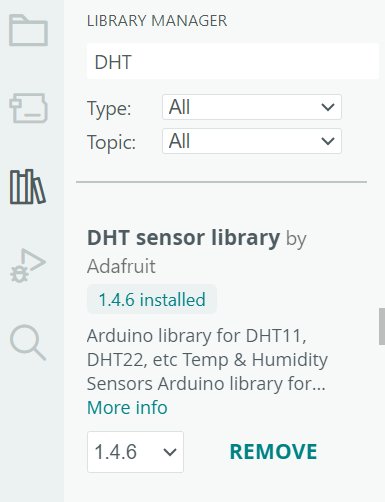 LIBRARY MANAGER
DHT
Type: All
Topic: All
DHT sensor library by
Adafruit
1.4.6 installed
Arduino library for DHT11,
DHT22, etc Temp & Humidity
Sensors Arduino library for...
More info
1.4.6 REMOVE